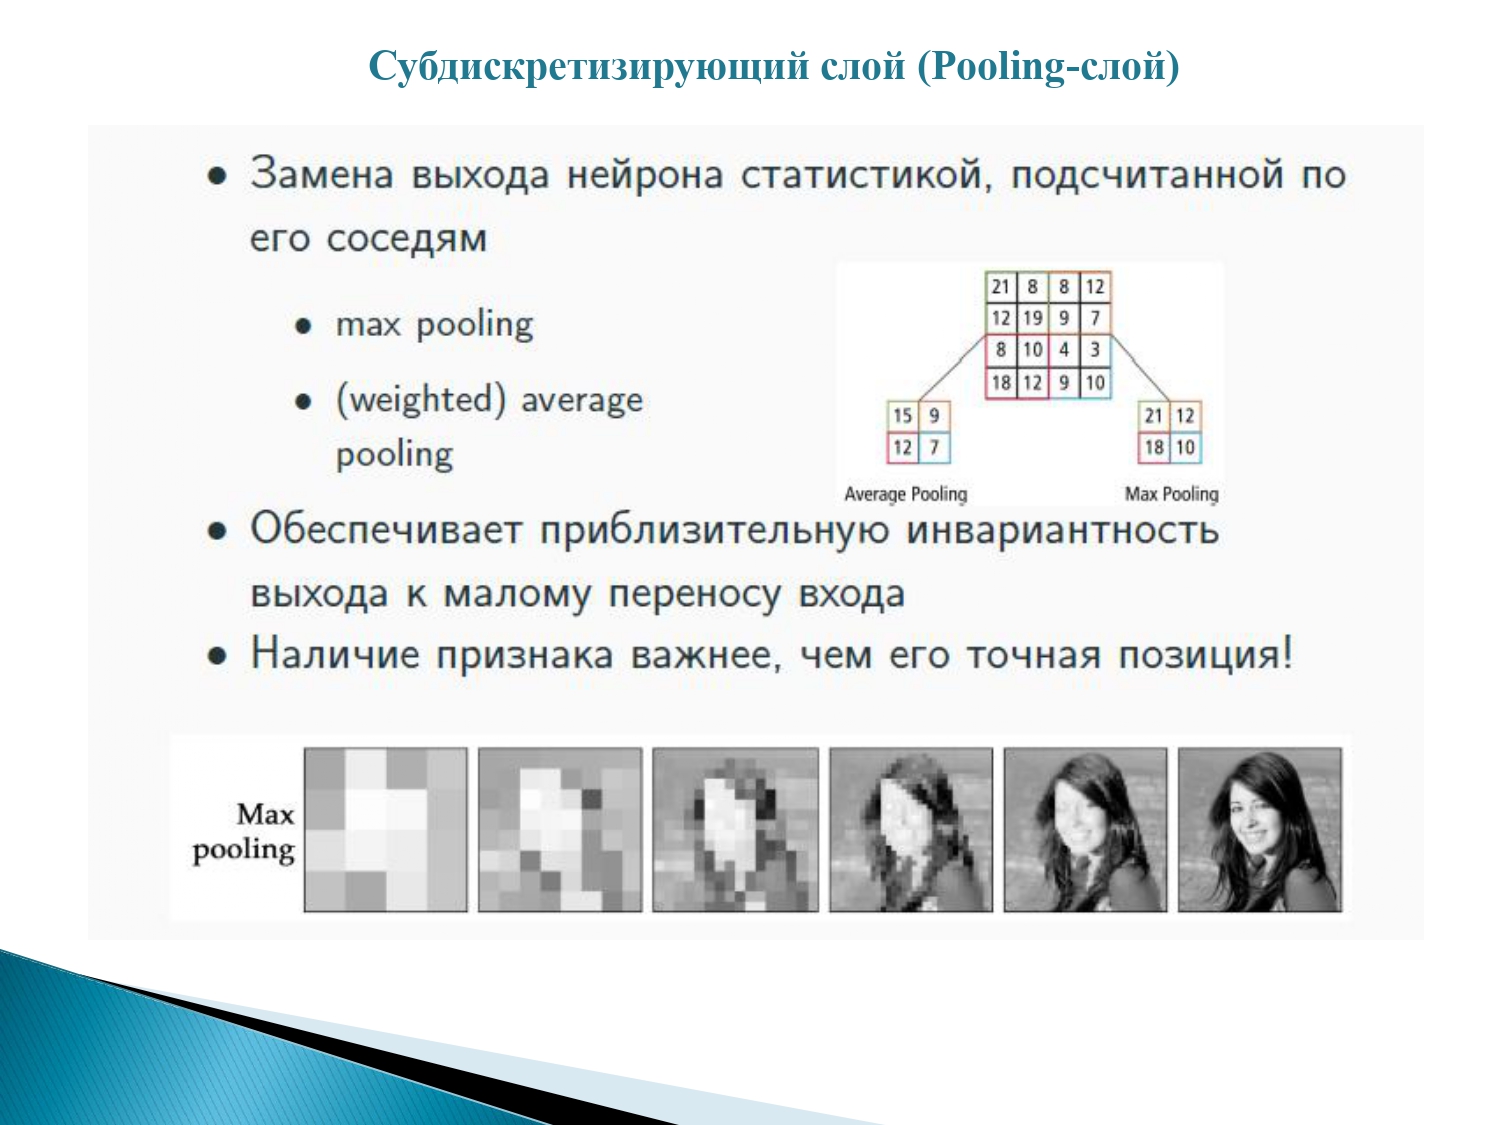 Субдискретизирующий слой (Pooling-слой)
● Замена выхода нейрона статистикой, подсчитанной по
его соседям
● max pooling
● (weighted) average
pooling
21 8 8 12
12 19 9 7
8 10 4 3
18 12 9 10
15 9
12 7
21 12
18 10
Average Pooling
Max Pooling
● Обеспечивает приблизительную инвариантность
выхода к малому переносу входа
● Наличие признака важнее, чем его точная позиция!
Max
pooling